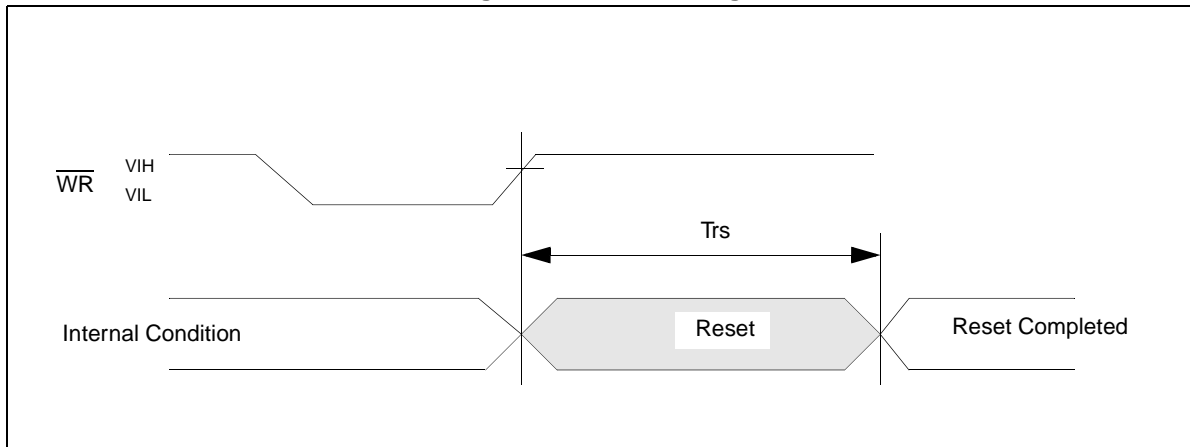 WR
VIH
VIL
Trs
Internal Condition
Reset
Reset Completed